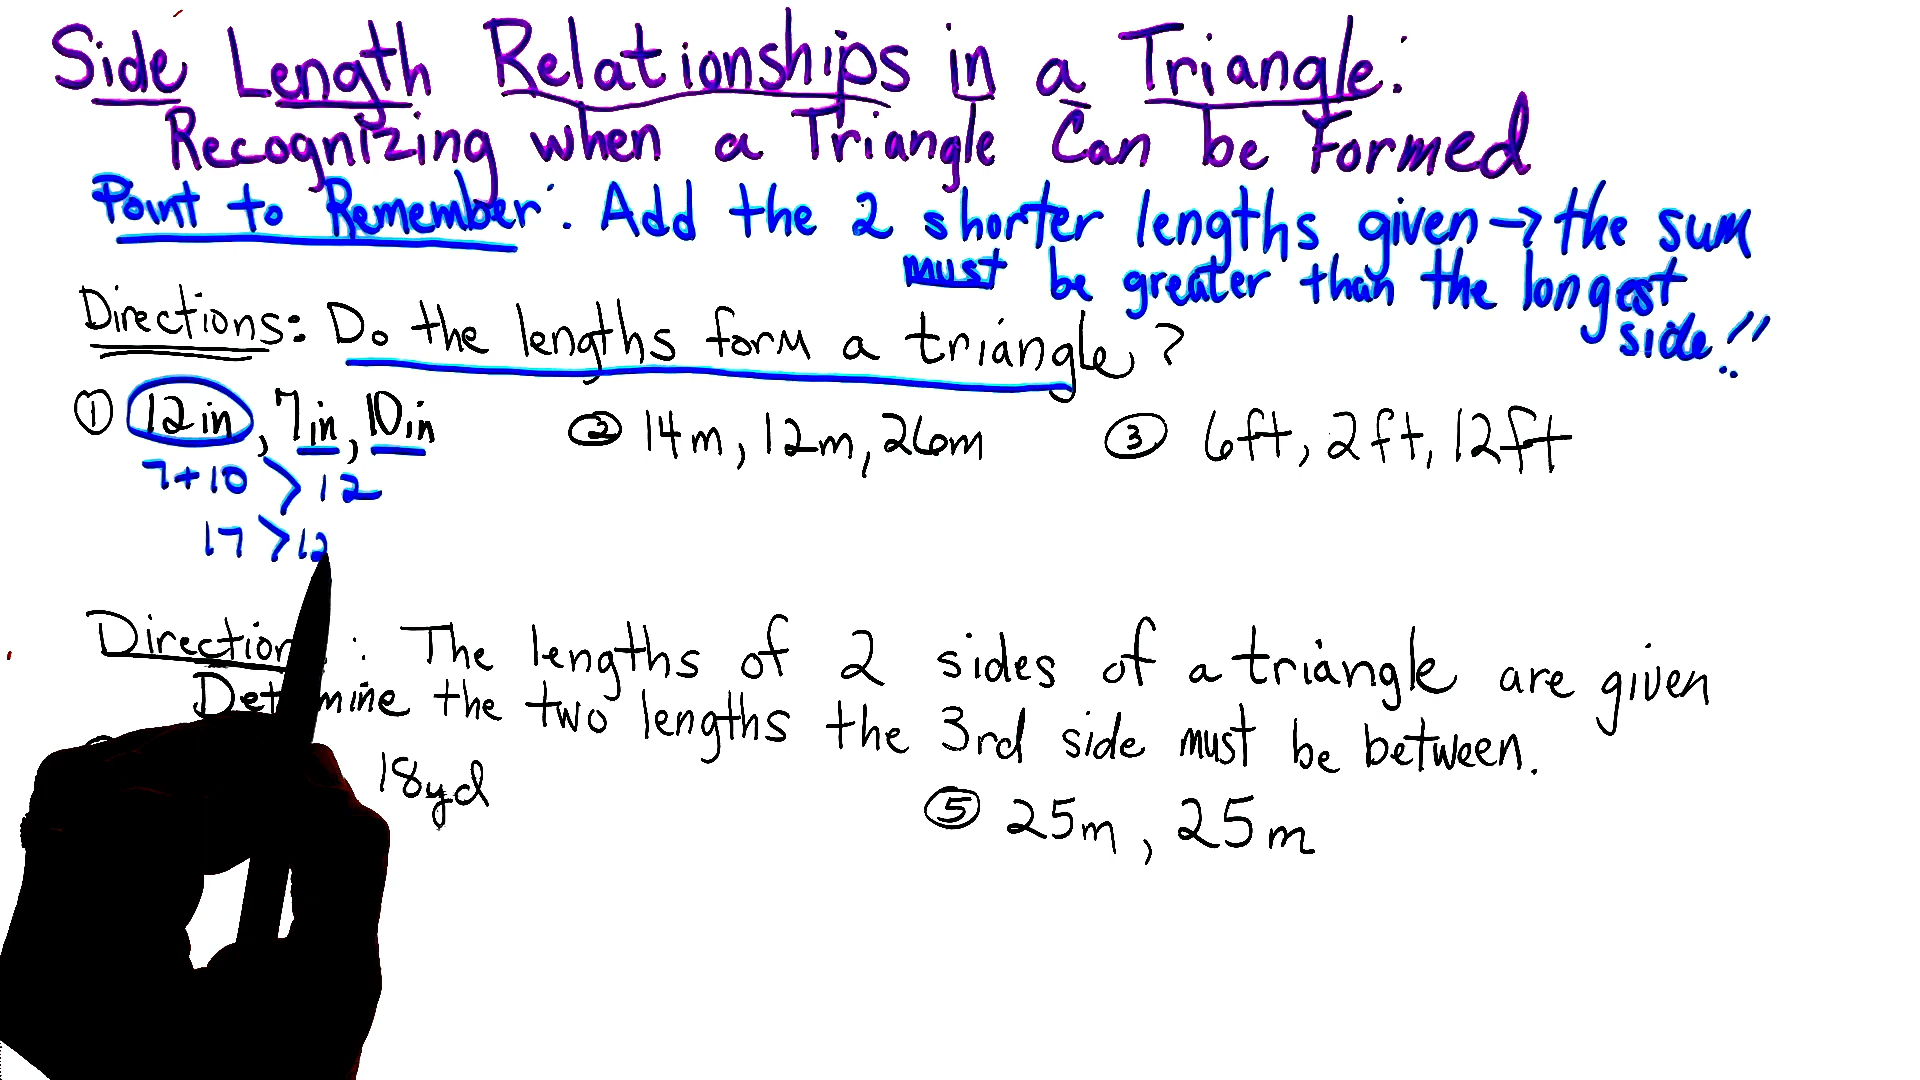 Side Length Relationships in a Triangle:
Recognizing when a Triangle Can be Formed
Point to Remember: Add the 2 shorter lengths given → the sum
must be greater than the longest
side!!
Directions: Do the lengths form a triangle?
① 12in, 7in, 10in ② 14m, 12m, 26m ③ 6ft, 2ft, 12ft
7+10 > 12
17 > 12
Direction : The lengths of 2 sides of a triangle are given
Det mine the two lengths the 3rd side must be between.
18yd ⑤ 25m, 25m